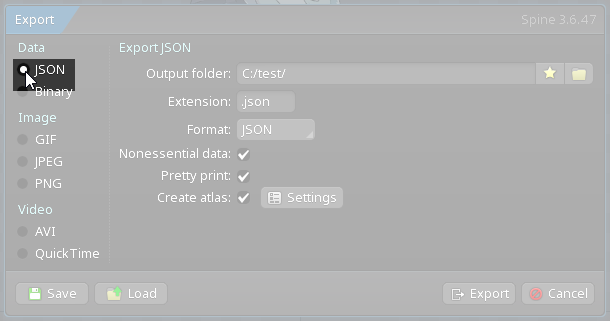 Export
Spine 3.6.47
Data
JSON
Binary
Image
GIF
JPEG
PNG
Video
AVI
QuickTime
Export JSON
Output folder: C:/test/
Extension: .json
Format: JSON
Nonessential data:
Pretty print:
Create atlas: Settings
Save Load Export Cancel